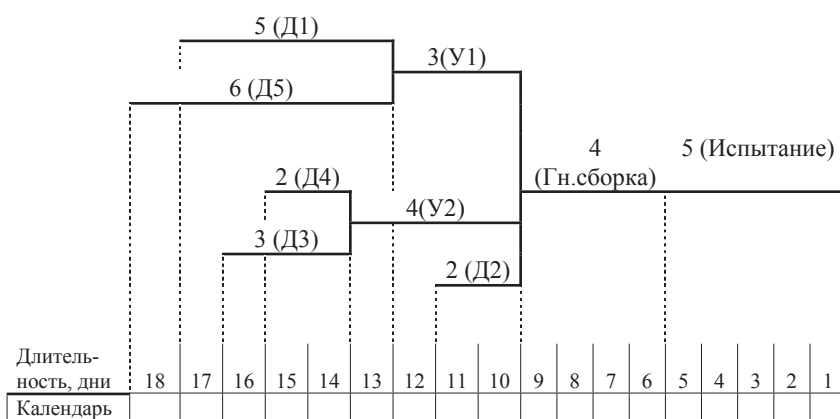 5 (Д1)
3(У1)
6 (Д5)
4
(Гн.сборка)
5 (Испытание)
2 (Д4)
4(У2)
3 (Д3)
2 (Д2)
Длитель-
ность, дни 18 17 16 15 14 13 12 11 10 9 8 7 6 5 4 3 2 1
Календарь